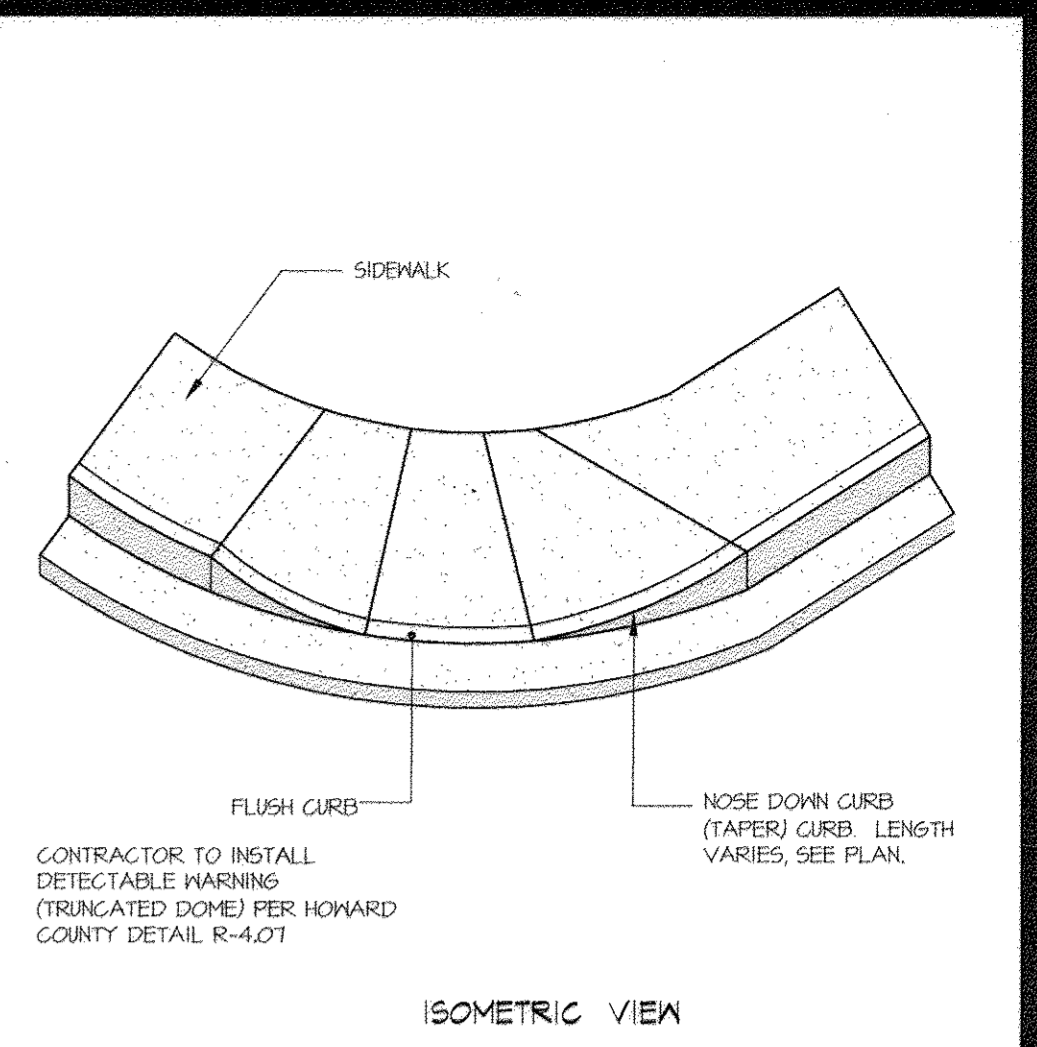 SIDEWALK
FLUSH CURB
NOSE DOWN CURB
(TAPER) CURB. LENGTH
VARIES, SEE PLAN.
CONTRACTOR TO INSTALL
DETECTABLE WARNING
(TRUNCATED DOME) PER HOWARD
COUNTY DETAIL R-4.07
ISOMETRIC VIEW